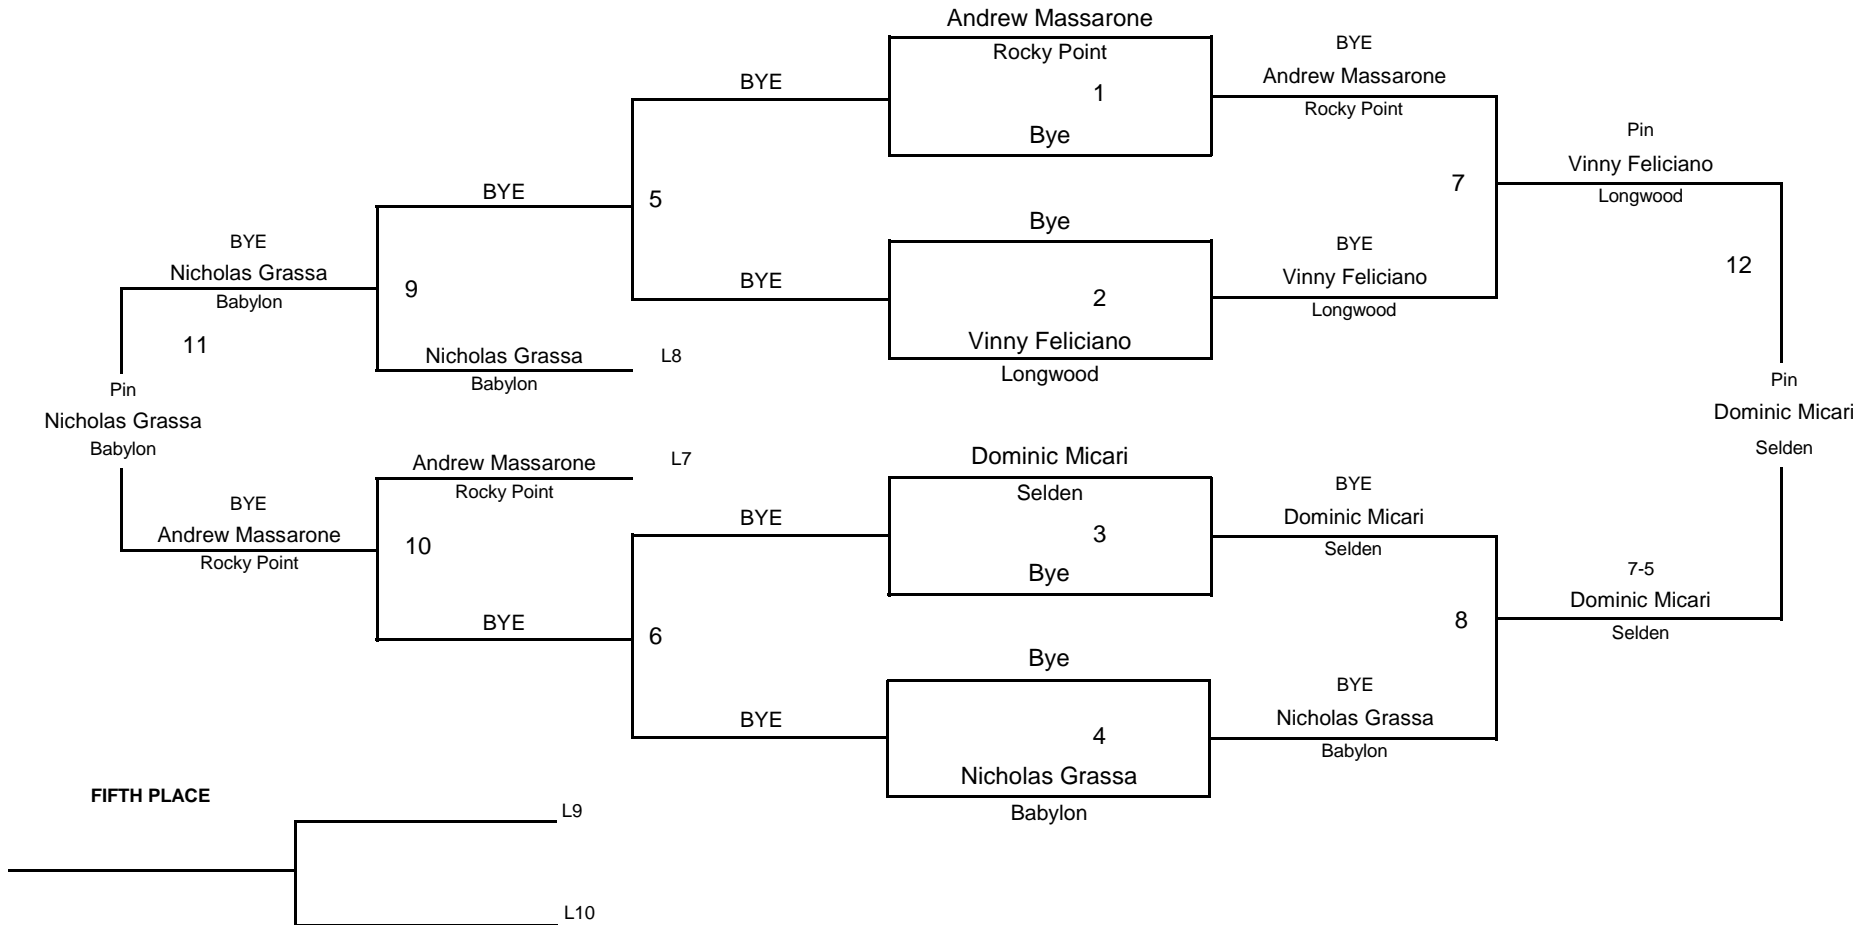 Andrew Massarone
Rocky Point
1
Bye
BYE
Andrew Massarone
Rocky Point
BYE
BYE
5
Bye
2
Vinny Feliciano
Longwood
BYE
Vinny Feliciano
Longwood
7
Pin
Vinny Feliciano
Longwood
12
BYE
BYE
Nicholas Grassa
Babylon
9
11
Nicholas Grassa
Babylon
L8
Pin
Nicholas Grassa
Babylon
Pin
Dominic Micari
Selden
Andrew Massarone
Rocky Point
L7
Dominic Micari
Selden
3
Bye
BYE
Dominic Micari
Selden
BYE
BYE
Andrew Massarone
Rocky Point
10
BYE
6
8
7-5
Dominic Micari
Selden
Bye
4
Nicholas Grassa
Babylon
BYE
BYE
Nicholas Grassa
Babylon
FIFTH PLACE
L9
L10